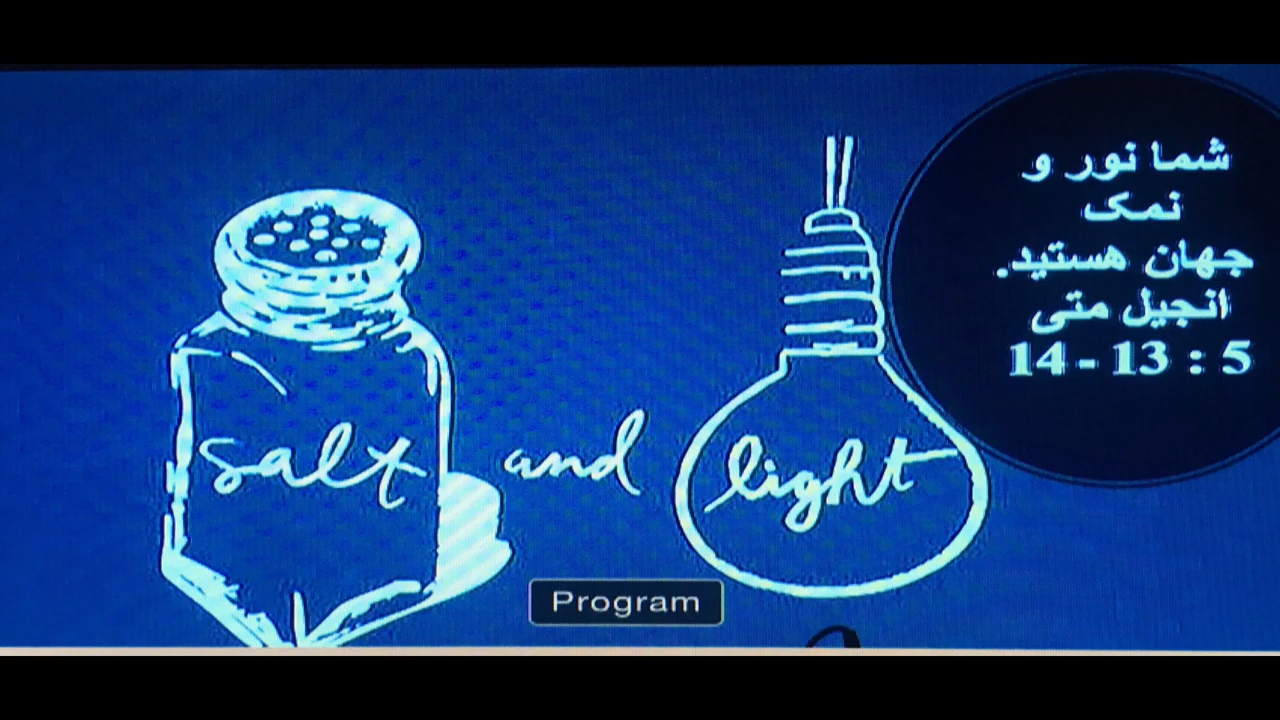 شما نور و
نمک
جهان هستید.
انجیل متی
5 : 13 - 14
salt and light
Program